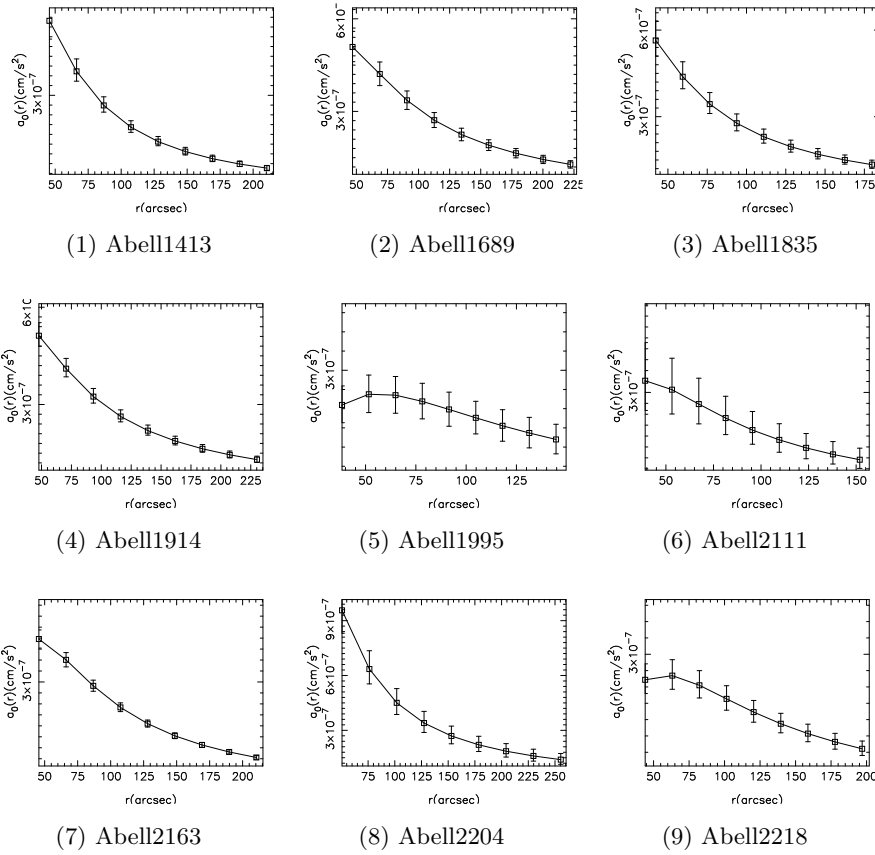 a₀(r)(cm/s²)
3×10⁻⁷
50 75 100 125 150 175 200
r(arcsec)
(1) Abell1413
a₀(r)(cm/s²)
3×10⁻⁷ 6×10⁻⁷
50 75 100 125 150 175 200 225
r(arcsec)
(2) Abell1689
a₀(r)(cm/s²)
3×10⁻⁷ 6×10⁻⁷
50 75 100 125 150 175
r(arcsec)
(3) Abell1835
a₀(r)(cm/s²)
3×10⁻⁷ 6×10
50 75 100 125 150 175 200 225
r(arcsec)
(4) Abell1914
a₀(r)(cm/s²)
3×10⁻⁷
50 75 100 125
r(arcsec)
(5) Abell1995
a₀(r)(cm/s²)
3×10⁻⁷
50 75 100 125 150
r(arcsec)
(6) Abell2111
a₀(r)(cm/s²)
3×10⁻⁷
50 75 100 125 150 175 200
r(arcsec)
(7) Abell2163
a₀(r)(cm/s²)
3×10⁻⁷ 6×10⁻⁷ 9×10⁻⁷
75 100 125 150 175 200 225 250
r(arcsec)
(8) Abell2204
a₀(r)(cm/s²)
3×10⁻⁷
50 75 100 125 150 175 200
r(arcsec)
(9) Abell2218